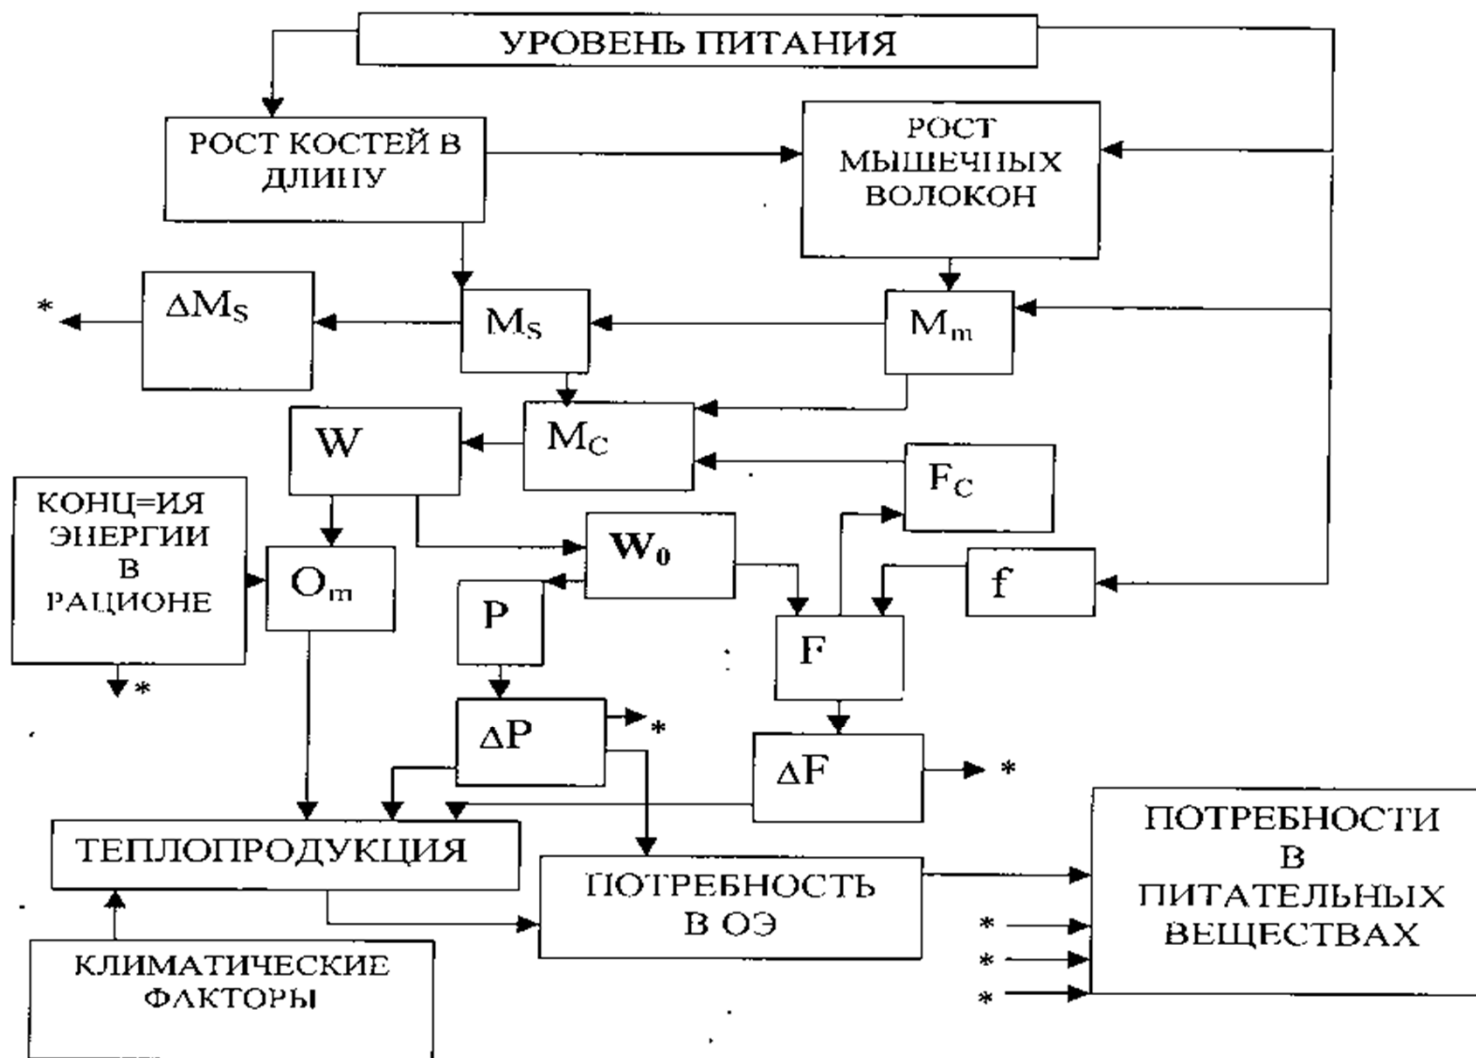 УРОВЕНЬ ПИТАНИЯ
РОСТ КОСТЕЙ В
ДЛИНУ
РОСТ
МЫШЕЧНЫХ
ВОЛОКОН
*
ΔMS
MS
Mm
W
MC
FC
КОНЦ=ИЯ
ЭНЕРГИИ
В
РАЦИОНЕ
Om
W0
f
P
F
*
ΔP
*
ΔF
*
ТЕПЛОПРОДУКЦИЯ
ПОТРЕБНОСТЬ
В ОЭ
ПОТРЕБНОСТИ
В
ПИТАТЕЛЬНЫХ
ВЕЩЕСТВАХ
*
*
*
КЛИМАТИЧЕСКИЕ
ФАКТОРЫ